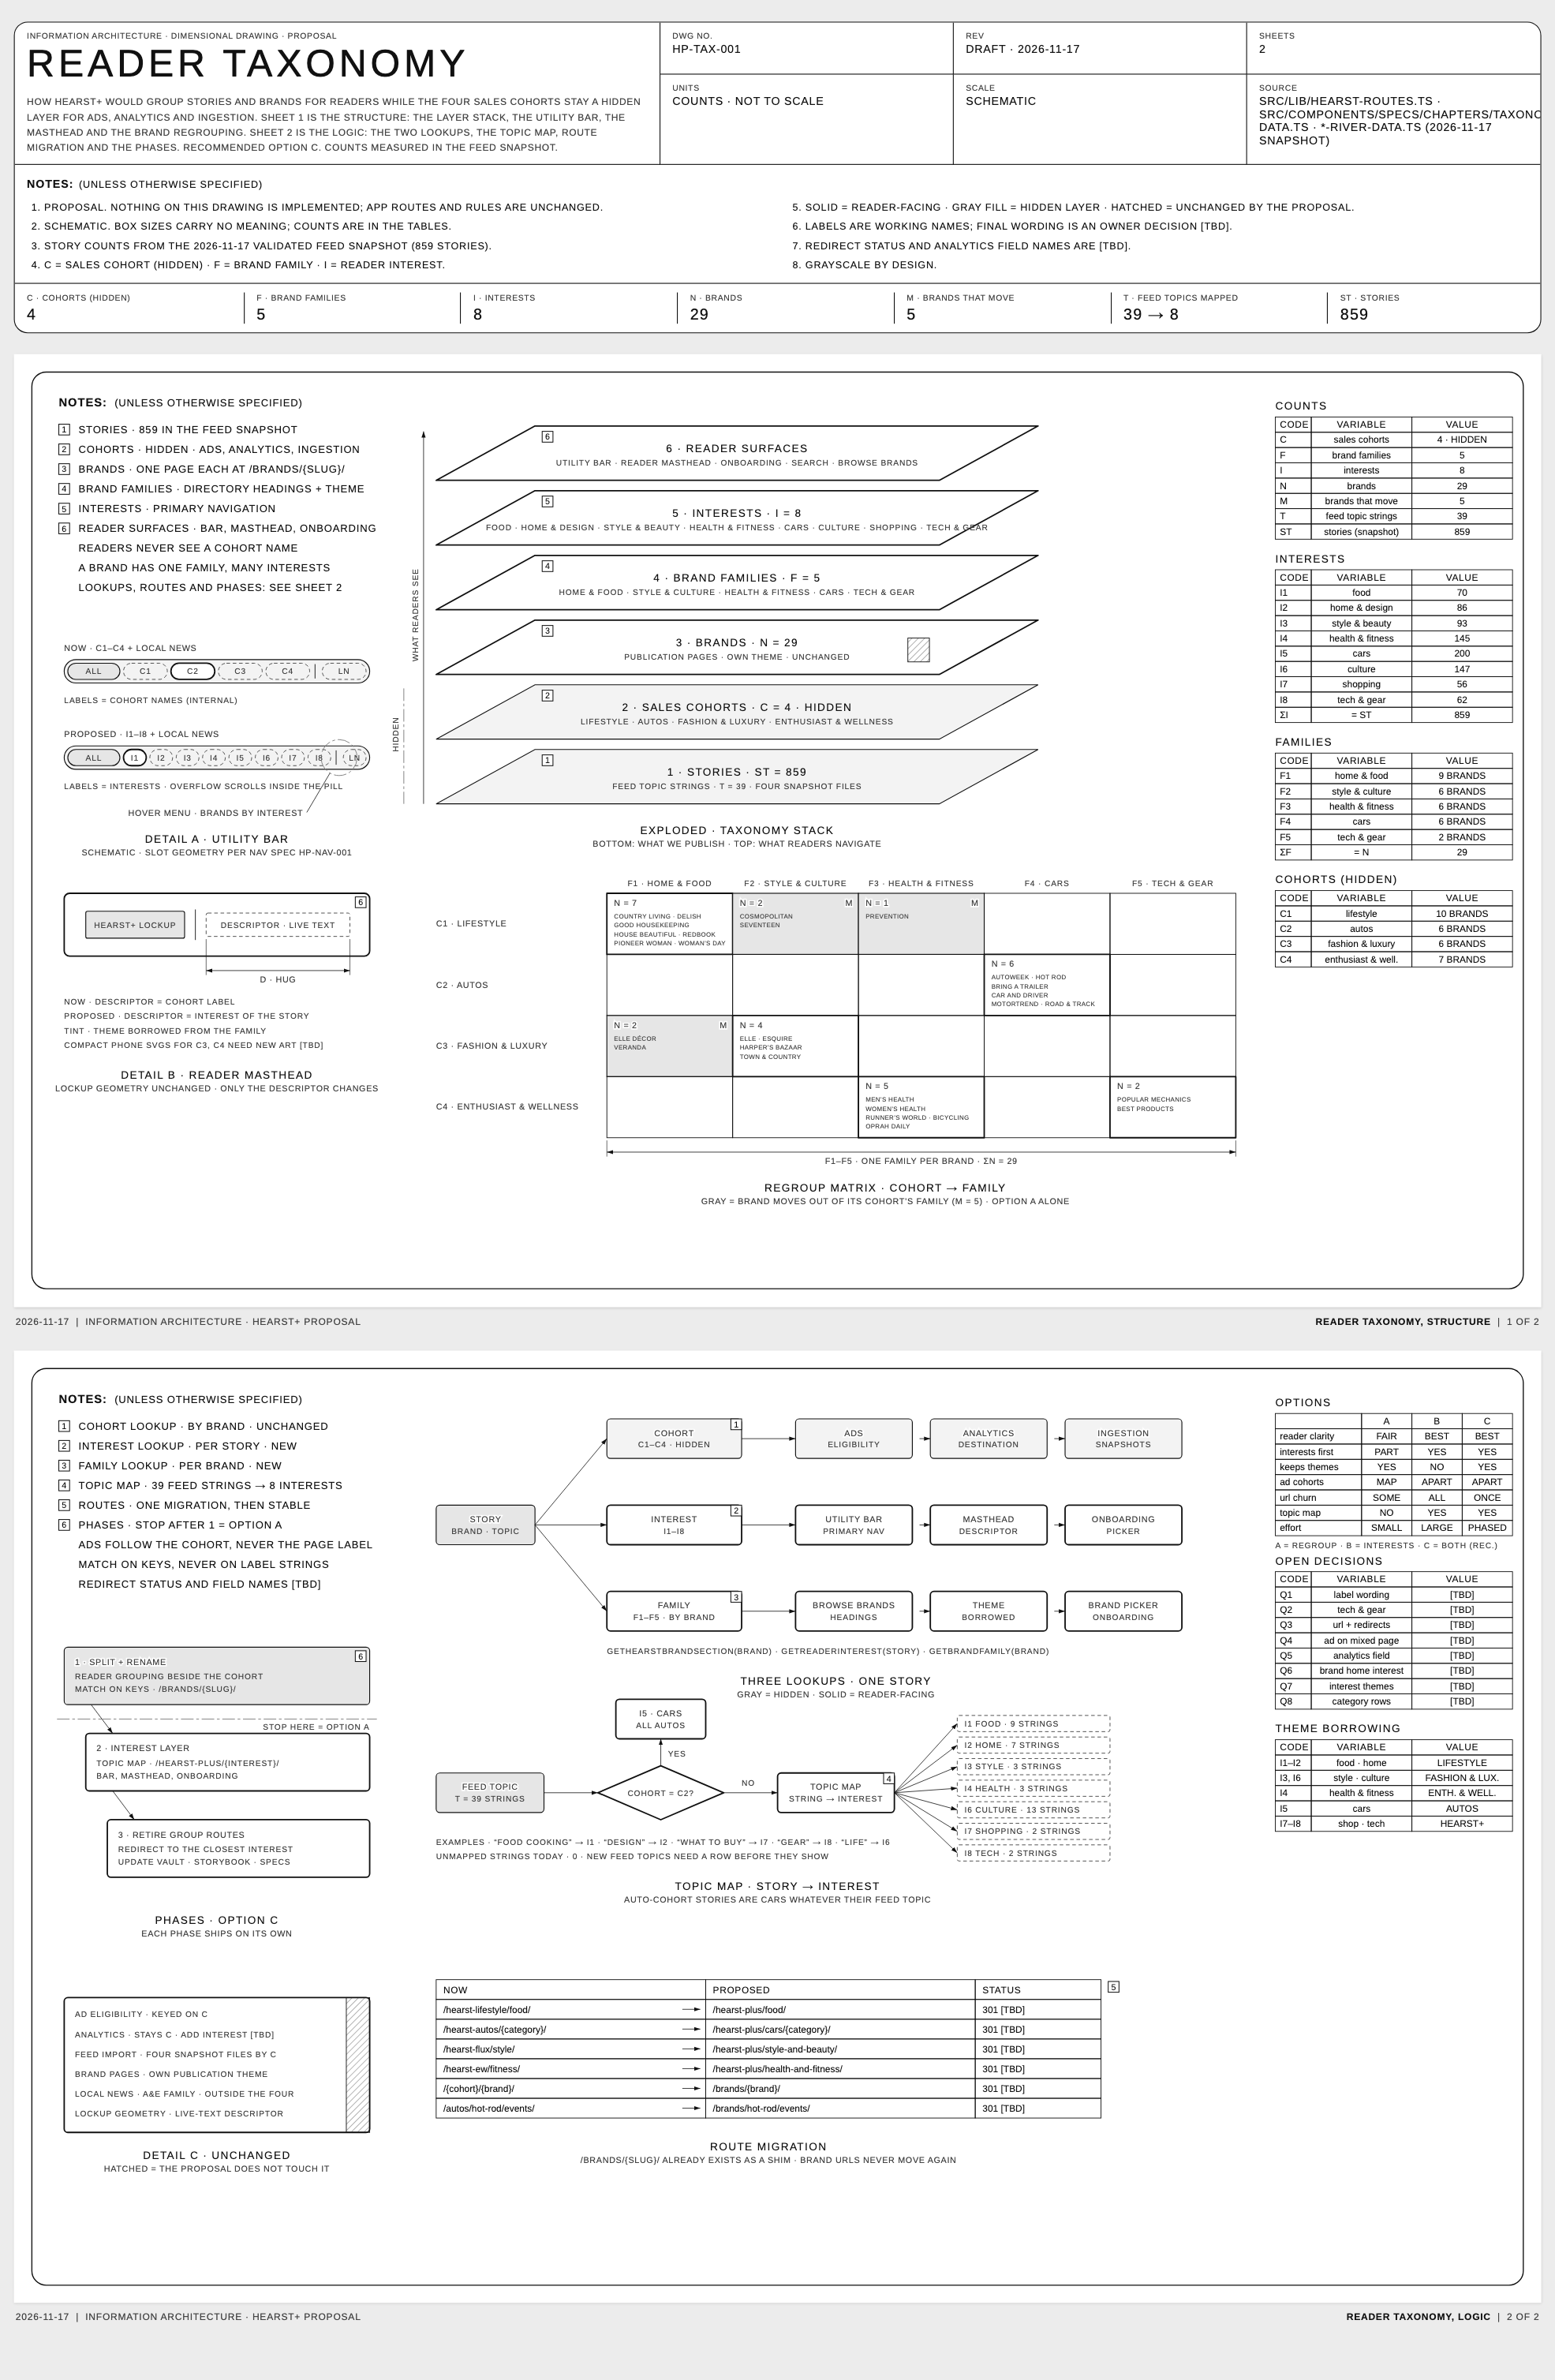 INFORMATION ARCHITECTURE · DIMENSIONAL DRAWING · PROPOSAL
READER TAXONOMY
HOW HEARST+ WOULD GROUP STORIES AND BRANDS FOR READERS WHILE THE FOUR SALES COHORTS STAY A HIDDEN
LAYER FOR ADS, ANALYTICS AND INGESTION. SHEET 1 IS THE STRUCTURE: THE LAYER STACK, THE UTILITY BAR, THE
MASTHEAD AND THE BRAND REGROUPING. SHEET 2 IS THE LOGIC: THE TWO LOOKUPS, THE TOPIC MAP, ROUTE
MIGRATION AND THE PHASES. RECOMMENDED OPTION C. COUNTS MEASURED IN THE FEED SNAPSHOT.
DWG NO.
HP-TAX-001
REV
DRAFT · 2026-11-17
SHEETS
2
UNITS
COUNTS · NOT TO SCALE
SCALE
SCHEMATIC
SOURCE
SRC/LIB/HEARST-ROUTES.TS ·
SRC/COMPONENTS/SPECS/CHAPTERS/TAXONO
DATA.TS · *-RIVER-DATA.TS (2026-11-17
SNAPSHOT)
NOTES: (UNLESS OTHERWISE SPECIFIED)
1. PROPOSAL. NOTHING ON THIS DRAWING IS IMPLEMENTED; APP ROUTES AND RULES ARE UNCHANGED.
2. SCHEMATIC. BOX SIZES CARRY NO MEANING; COUNTS ARE IN THE TABLES.
3. STORY COUNTS FROM THE 2026-11-17 VALIDATED FEED SNAPSHOT (859 STORIES).
4. C = SALES COHORT (HIDDEN) · F = BRAND FAMILY · I = READER INTEREST.
5. SOLID = READER-FACING · GRAY FILL = HIDDEN LAYER · HATCHED = UNCHANGED BY THE PROPOSAL.
6. LABELS ARE WORKING NAMES; FINAL WORDING IS AN OWNER DECISION [TBD].
7. REDIRECT STATUS AND ANALYTICS FIELD NAMES ARE [TBD].
8. GRAYSCALE BY DESIGN.
C · COHORTS (HIDDEN)
4
F · BRAND FAMILIES
5
I · INTERESTS
8
N · BRANDS
29
M · BRANDS THAT MOVE
5
T · FEED TOPICS MAPPED
39 → 8
ST · STORIES
859
NOTES: (UNLESS OTHERWISE SPECIFIED)
1 STORIES · 859 IN THE FEED SNAPSHOT
2 COHORTS · HIDDEN · ADS, ANALYTICS, INGESTION
3 BRANDS · ONE PAGE EACH AT /BRANDS/{SLUG}/
4 BRAND FAMILIES · DIRECTORY HEADINGS + THEME
5 INTERESTS · PRIMARY NAVIGATION
6 READER SURFACES · BAR, MASTHEAD, ONBOARDING
READERS NEVER SEE A COHORT NAME
A BRAND HAS ONE FAMILY, MANY INTERESTS
LOOKUPS, ROUTES AND PHASES: SEE SHEET 2
NOW · C1–C4 + LOCAL NEWS
ALL C1 C2 C3 C4 LN
LABELS = COHORT NAMES (INTERNAL)
PROPOSED · I1–I8 + LOCAL NEWS
ALL I1 I2 I3 I4 I5 I6 I7 I8 LN
LABELS = INTERESTS · OVERFLOW SCROLLS INSIDE THE PILL
HOVER MENU · BRANDS BY INTEREST
DETAIL A · UTILITY BAR
SCHEMATIC · SLOT GEOMETRY PER NAV SPEC HP-NAV-001
6
HEARST+ LOCKUP
DESCRIPTOR · LIVE TEXT
D · HUG
NOW · DESCRIPTOR = COHORT LABEL
PROPOSED · DESCRIPTOR = INTEREST OF THE STORY
TINT · THEME BORROWED FROM THE FAMILY
COMPACT PHONE SVGS FOR C3, C4 NEED NEW ART [TBD]
DETAIL B · READER MASTHEAD
LOCKUP GEOMETRY UNCHANGED · ONLY THE DESCRIPTOR CHANGES
WHAT READERS SEE
HIDDEN
6
6 · READER SURFACES
UTILITY BAR · READER MASTHEAD · ONBOARDING · SEARCH · BROWSE BRANDS
5
5 · INTERESTS · I = 8
FOOD · HOME & DESIGN · STYLE & BEAUTY · HEALTH & FITNESS · CARS · CULTURE · SHOPPING · TECH & GEAR
4
4 · BRAND FAMILIES · F = 5
HOME & FOOD · STYLE & CULTURE · HEALTH & FITNESS · CARS · TECH & GEAR
3
3 · BRANDS · N = 29
PUBLICATION PAGES · OWN THEME · UNCHANGED
2
2 · SALES COHORTS · C = 4 · HIDDEN
LIFESTYLE · AUTOS · FASHION & LUXURY · ENTHUSIAST & WELLNESS
1
1 · STORIES · ST = 859
FEED TOPIC STRINGS · T = 39 · FOUR SNAPSHOT FILES
EXPLODED · TAXONOMY STACK
BOTTOM: WHAT WE PUBLISH · TOP: WHAT READERS NAVIGATE
F1 · HOME & FOOD F2 · STYLE & CULTURE F3 · HEALTH & FITNESS F4 · CARS F5 · TECH & GEAR
C1 · LIFESTYLE
N = 7
COUNTRY LIVING · DELISH
GOOD HOUSEKEEPING
HOUSE BEAUTIFUL · REDBOOK
PIONEER WOMAN · WOMAN'S DAY
N = 2 M
COSMOPOLITAN
SEVENTEEN
N = 1 M
PREVENTION
C2 · AUTOS
N = 6
AUTOWEEK · HOT ROD
BRING A TRAILER
CAR AND DRIVER
MOTORTREND · ROAD & TRACK
C3 · FASHION & LUXURY
N = 2 M
ELLE DÉCOR
VERANDA
N = 4
ELLE · ESQUIRE
HARPER'S BAZAAR
TOWN & COUNTRY
C4 · ENTHUSIAST & WELLNESS
N = 5
MEN'S HEALTH
WOMEN'S HEALTH
RUNNER'S WORLD · BICYCLING
OPRAH DAILY
N = 2
POPULAR MECHANICS
BEST PRODUCTS
F1–F5 · ONE FAMILY PER BRAND · ΣN = 29
REGROUP MATRIX · COHORT → FAMILY
GRAY = BRAND MOVES OUT OF ITS COHORT'S FAMILY (M = 5) · OPTION A ALONE
COUNTS
CODE VARIABLE VALUE
C sales cohorts 4 · HIDDEN
F brand families 5
I interests 8
N brands 29
M brands that move 5
T feed topic strings 39
ST stories (snapshot) 859
INTERESTS
CODE VARIABLE VALUE
I1 food 70
I2 home & design 86
I3 style & beauty 93
I4 health & fitness 145
I5 cars 200
I6 culture 147
I7 shopping 56
I8 tech & gear 62
ΣI = ST 859
FAMILIES
CODE VARIABLE VALUE
F1 home & food 9 BRANDS
F2 style & culture 6 BRANDS
F3 health & fitness 6 BRANDS
F4 cars 6 BRANDS
F5 tech & gear 2 BRANDS
ΣF = N 29
COHORTS (HIDDEN)
CODE VARIABLE VALUE
C1 lifestyle 10 BRANDS
C2 autos 6 BRANDS
C3 fashion & luxury 6 BRANDS
C4 enthusiast & well. 7 BRANDS
2026-11-17 | INFORMATION ARCHITECTURE · HEARST+ PROPOSAL
READER TAXONOMY, STRUCTURE | 1 OF 2
NOTES: (UNLESS OTHERWISE SPECIFIED)
1 COHORT LOOKUP · BY BRAND · UNCHANGED
2 INTEREST LOOKUP · PER STORY · NEW
3 FAMILY LOOKUP · PER BRAND · NEW
4 TOPIC MAP · 39 FEED STRINGS → 8 INTERESTS
5 ROUTES · ONE MIGRATION, THEN STABLE
6 PHASES · STOP AFTER 1 = OPTION A
ADS FOLLOW THE COHORT, NEVER THE PAGE LABEL
MATCH ON KEYS, NEVER ON LABEL STRINGS
REDIRECT STATUS AND FIELD NAMES [TBD]
6
1 · SPLIT + RENAME
READER GROUPING BESIDE THE COHORT
MATCH ON KEYS · /BRANDS/{SLUG}/
STOP HERE = OPTION A
2 · INTEREST LAYER
TOPIC MAP · /HEARST-PLUS/{INTEREST}/
BAR, MASTHEAD, ONBOARDING
3 · RETIRE GROUP ROUTES
REDIRECT TO THE CLOSEST INTEREST
UPDATE VAULT · STORYBOOK · SPECS
PHASES · OPTION C
EACH PHASE SHIPS ON ITS OWN
AD ELIGIBILITY · KEYED ON C
ANALYTICS · STAYS C · ADD INTEREST [TBD]
FEED IMPORT · FOUR SNAPSHOT FILES BY C
BRAND PAGES · OWN PUBLICATION THEME
LOCAL NEWS · A&E FAMILY · OUTSIDE THE FOUR
LOCKUP GEOMETRY · LIVE-TEXT DESCRIPTOR
DETAIL C · UNCHANGED
HATCHED = THE PROPOSAL DOES NOT TOUCH IT
STORY
BRAND · TOPIC
1
COHORT
C1–C4 · HIDDEN
ADS
ELIGIBILITY
ANALYTICS
DESTINATION
INGESTION
SNAPSHOTS
2
INTEREST
I1–I8
UTILITY BAR
PRIMARY NAV
MASTHEAD
DESCRIPTOR
ONBOARDING
PICKER
3
FAMILY
F1–F5 · BY BRAND
BROWSE BRANDS
HEADINGS
THEME
BORROWED
BRAND PICKER
ONBOARDING
GETHEARSTBRANDSECTION(BRAND) · GETREADERINTEREST(STORY) · GETBRANDFAMILY(BRAND)
THREE LOOKUPS · ONE STORY
GRAY = HIDDEN · SOLID = READER-FACING
I5 · CARS
ALL AUTOS
YES
FEED TOPIC
T = 39 STRINGS
COHORT = C2?
NO
4
TOPIC MAP
STRING → INTEREST
I1 FOOD · 9 STRINGS
I2 HOME · 7 STRINGS
I3 STYLE · 3 STRINGS
I4 HEALTH · 3 STRINGS
I6 CULTURE · 13 STRINGS
I7 SHOPPING · 2 STRINGS
I8 TECH · 2 STRINGS
EXAMPLES · "FOOD COOKING" → I1 · "DESIGN" → I2 · "WHAT TO BUY" → I7 · "GEAR" → I8 · "LIFE" → I6
UNMAPPED STRINGS TODAY · 0 · NEW FEED TOPICS NEED A ROW BEFORE THEY SHOW
TOPIC MAP · STORY → INTEREST
AUTO-COHORT STORIES ARE CARS WHATEVER THEIR FEED TOPIC
NOW PROPOSED STATUS 5
/hearst-lifestyle/food/ /hearst-plus/food/ 301 [TBD]
/hearst-autos/{category}/ /hearst-plus/cars/{category}/ 301 [TBD]
/hearst-flux/style/ /hearst-plus/style-and-beauty/ 301 [TBD]
/hearst-ew/fitness/ /hearst-plus/health-and-fitness/ 301 [TBD]
/{cohort}/{brand}/ /brands/{brand}/ 301 [TBD]
/autos/hot-rod/events/ /brands/hot-rod/events/ 301 [TBD]
ROUTE MIGRATION
/BRANDS/{SLUG}/ ALREADY EXISTS AS A SHIM · BRAND URLS NEVER MOVE AGAIN
OPTIONS
A B C
reader clarity FAIR BEST BEST
interests first PART YES YES
keeps themes YES NO YES
ad cohorts MAP APART APART
url churn SOME ALL ONCE
topic map NO YES YES
effort SMALL LARGE PHASED
A = REGROUP · B = INTERESTS · C = BOTH (REC.)
OPEN DECISIONS
CODE VARIABLE VALUE
Q1 label wording [TBD]
Q2 tech & gear [TBD]
Q3 url + redirects [TBD]
Q4 ad on mixed page [TBD]
Q5 analytics field [TBD]
Q6 brand home interest [TBD]
Q7 interest themes [TBD]
Q8 category rows [TBD]
THEME BORROWING
CODE VARIABLE VALUE
I1–I2 food · home LIFESTYLE
I3, I6 style · culture FASHION & LUX.
I4 health & fitness ENTH. & WELL.
I5 cars AUTOS
I7–I8 shop · tech HEARST+
2026-11-17 | INFORMATION ARCHITECTURE · HEARST+ PROPOSAL
READER TAXONOMY, LOGIC | 2 OF 2